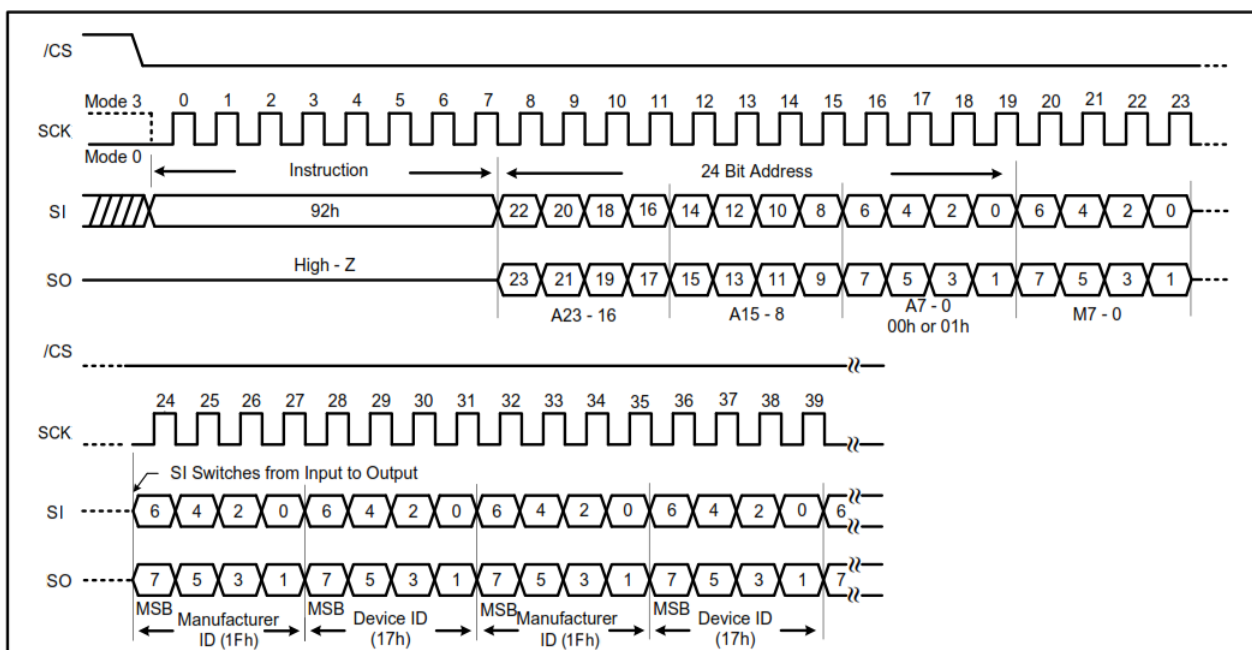 /CS
Mode 3 0 1 2 3 4 5 6 7 8 9 10 11 12 13 14 15 16 17 18 19 20 21 22 23
SCK
Mode 0
Instruction 24 Bit Address
SI 92h 22 20 18 16 14 12 10 8 6 4 2 0 6 4 2 0
High - Z
SO 23 21 19 17 15 13 11 9 7 5 3 1 7 5 3 1
A23 - 16 A15 - 8 A7 - 0 M7 - 0
00h or 01h
/CS
24 25 26 27 28 29 30 31 32 33 34 35 36 37 38 39
SCK
SI Switches from Input to Output
SI 6 4 2 0 6 4 2 0 6 4 2 0 6 4 2 0 6
SO 7 5 3 1 7 5 3 1 7 5 3 1 7 5 3 1 7
MSB MSB MSB MSB
Manufacturer Device ID Manufacturer Device ID
ID (1Fh) (17h) ID (1Fh) (17h)